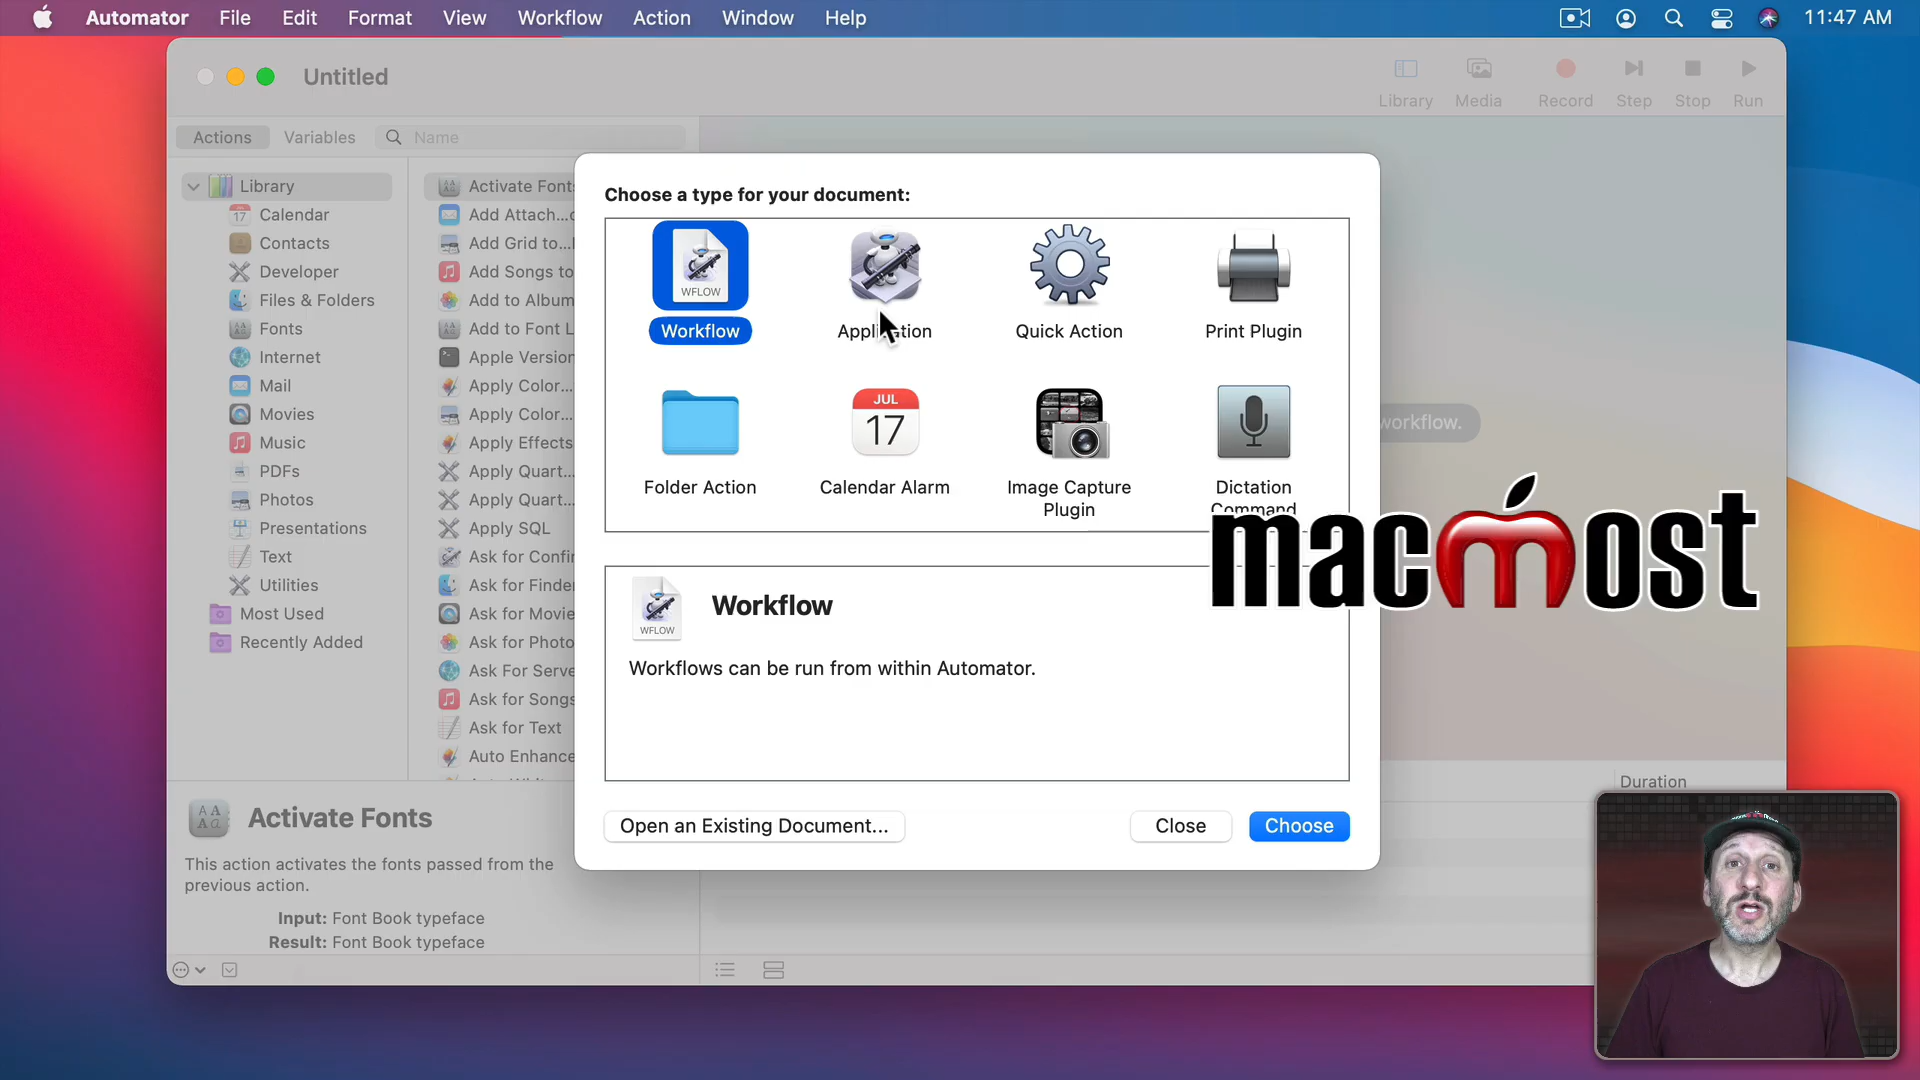 Automator File Edit Format View Workflow Action Window Help 11:47 AM
Untitled
Library Media Record Step Stop Run
Actions Variables Name
Library
Calendar
Contacts
Developer
Files & Folders
Fonts
Internet
Mail
Movies
Music
PDFs
Photos
Presentations
Text
Utilities
Most Used
Recently Added
Activate Font
Add Attach...
Add Grid to...
Add Songs to
Add to Album
Add to Font L
Apple Version
Apply Color...
Apply Color...
Apply Effects
Apply Quart...
Apply Quart...
Apply SQL
Ask for Confir
Ask for Finder
Ask for Movie
Ask for Photo
Ask For Serve
Ask for Songs
Ask for Text
Auto Enhance
Choose a type for your document:
WFLOW
Workflow
Application
Quick Action
Print Plugin
Folder Action
JUL
17
Calendar Alarm
Image Capture
Plugin
Dictation
Command
workflow.
macmost
WFLOW
Workflow
Workflows can be run from within Automator.
Open an Existing Document...
Close
Choose
Duration
Activate Fonts
This action activates the fonts passed from the
previous action.
Input: Font Book typeface
Result: Font Book typeface